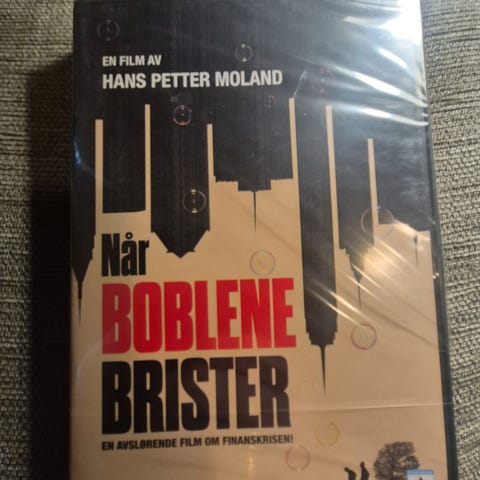 EN FILM AV
HANS PETTER MOLAND
Når
BOBLENE
BRISTER
EN AVSLØRENDE FILM OM FINANSKRISEN!